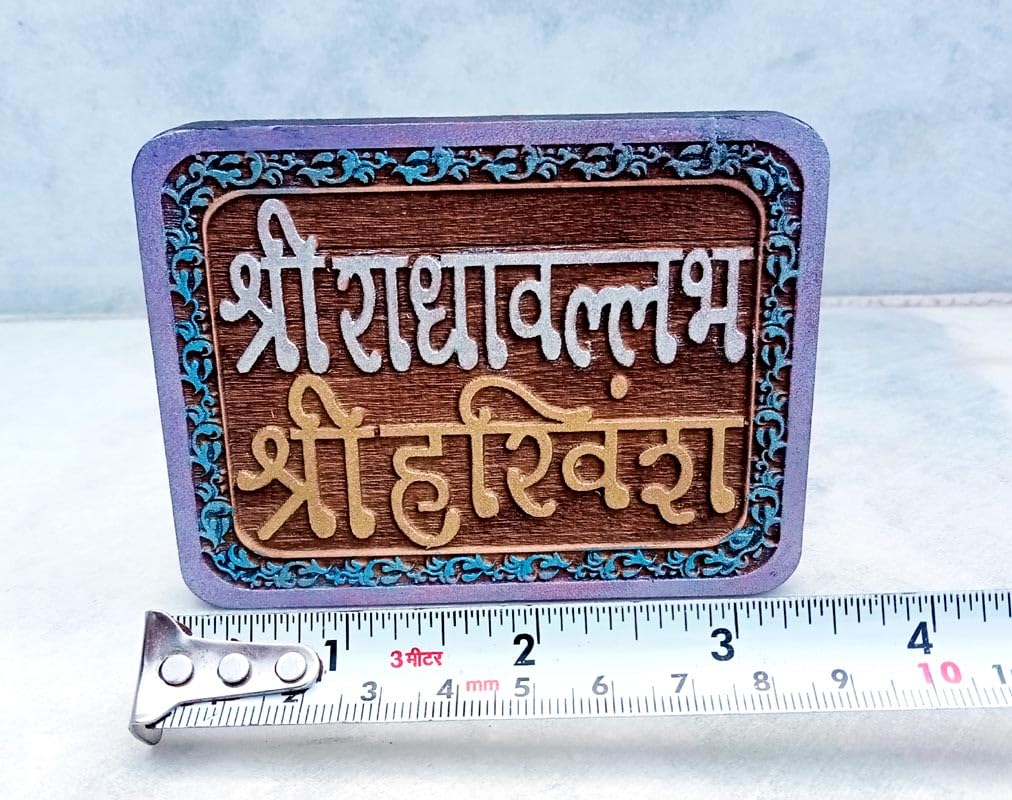 श्री राधावल्लभ
श्री हरिवंश
1 3 मीटर 2 3 4
2 3 4 mm 5 6 7 8 9 10